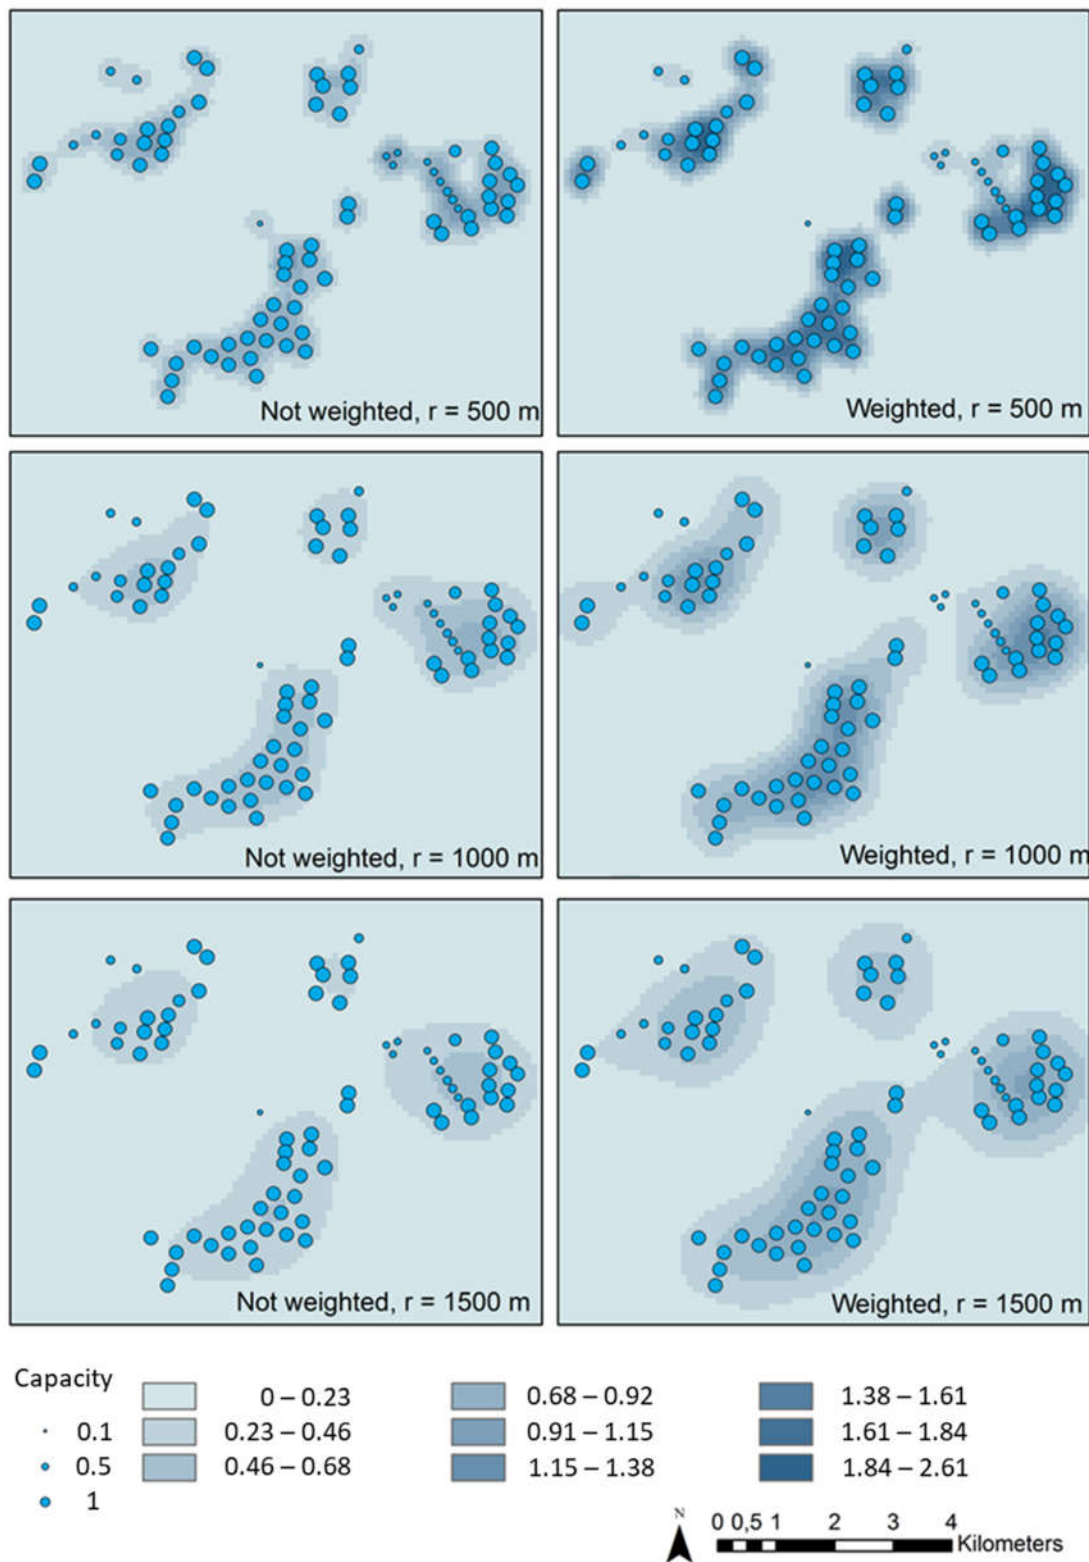 Not weighted, r = 500 m
Weighted, r = 500 m
Not weighted, r = 1000 m
Weighted, r = 1000 m
Not weighted, r = 1500 m
Weighted, r = 1500 m
Capacity
0.1
0.5
1
0 – 0.23
0.23 – 0.46
0.46 – 0.68
0.68 – 0.92
0.91 – 1.15
1.15 – 1.38
1.38 – 1.61
1.61 – 1.84
1.84 – 2.61
N
0 0,5 1 2 3 4
Kilometers